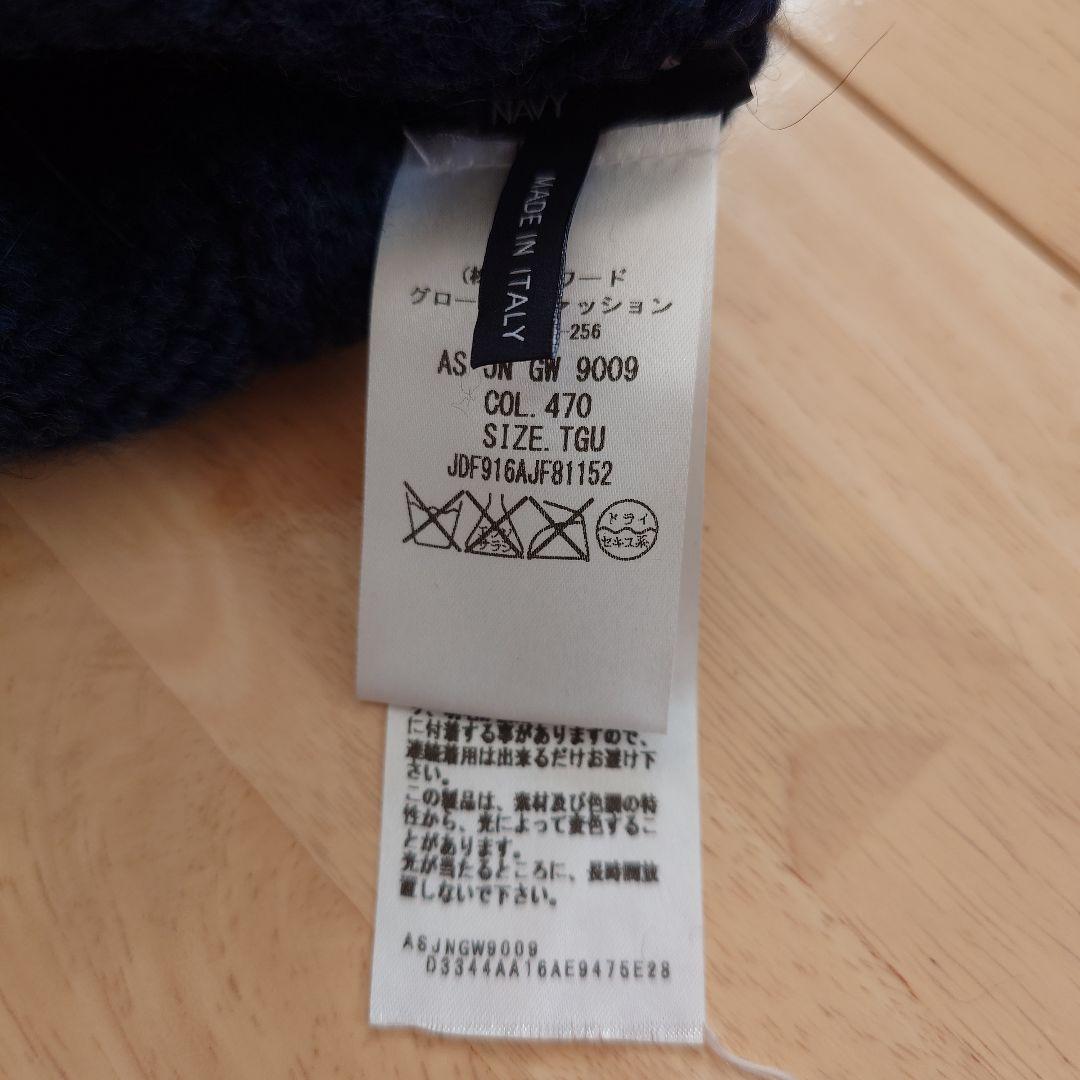 NAVY
MADE IN ITALY
ワード
グロー ァッション
-256
AS JN GW 9009
COL. 470
SIZE. TGU
JDF916AJF81152
ドライ
セキユ系
サラシ
に付着する事がありますので、
連続着用は出来るだけお避け下
さい。
この製品は、素材及び色調の特
性から、光によって変色するこ
とがあります。
光が当たるところに、長時間放
置しないで下さい。
ASJNGW9009
D3344AA16AE9475E28